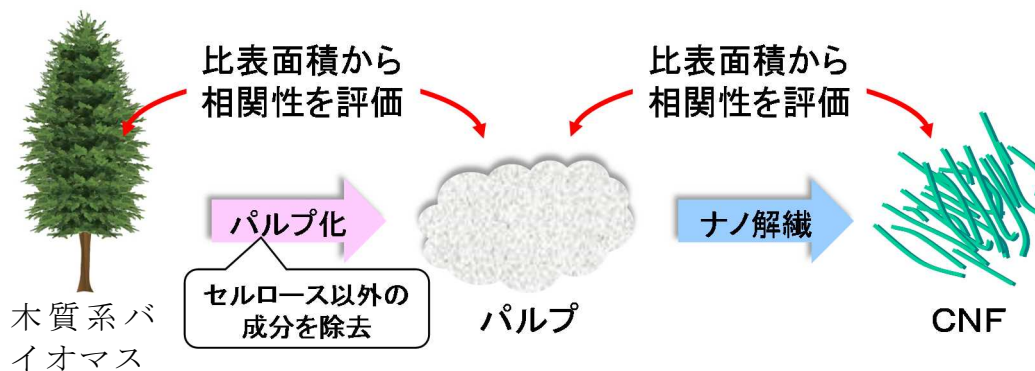 比表面積から
相関性を評価
比表面積から
相関性を評価
パルプ化
ナノ解繊
セルロース以外の
成分を除去
木質系バ
イオマス
パルプ
CNF